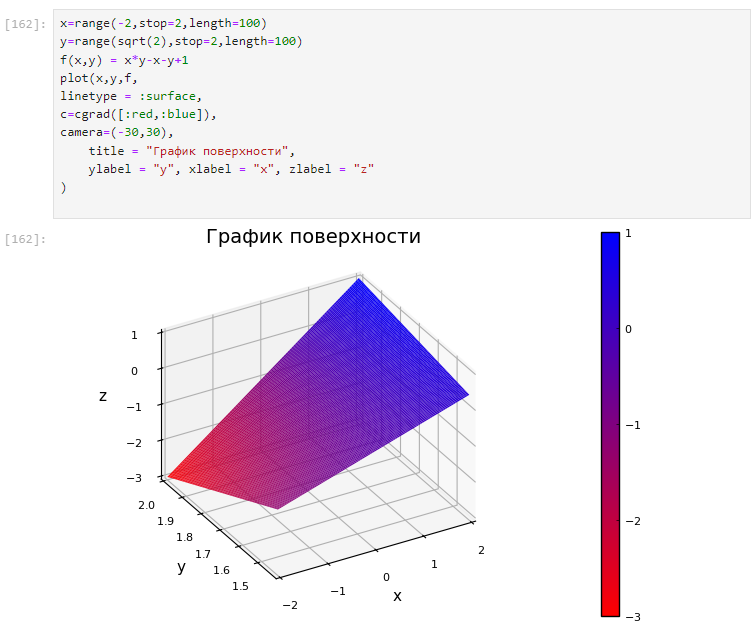 [162]:
x=range(-2,stop=2,length=100)
y=range(sqrt(2),stop=2,length=100)
f(x,y) = x*y-x-y+1
plot(x,y,f,
linetype = :surface,
c=cgrad([:red,:blue]),
camera=(-30,30),
    title = "График поверхности",
    ylabel = "y", xlabel = "x", zlabel = "z"
)
[162]:
График поверхности
1
0
−1
−2
−3
z
2.0
1.9
1.8
1.7
1.6
1.5
y
−2
−1
0
1
2
x
1
0
−1
−2
−3